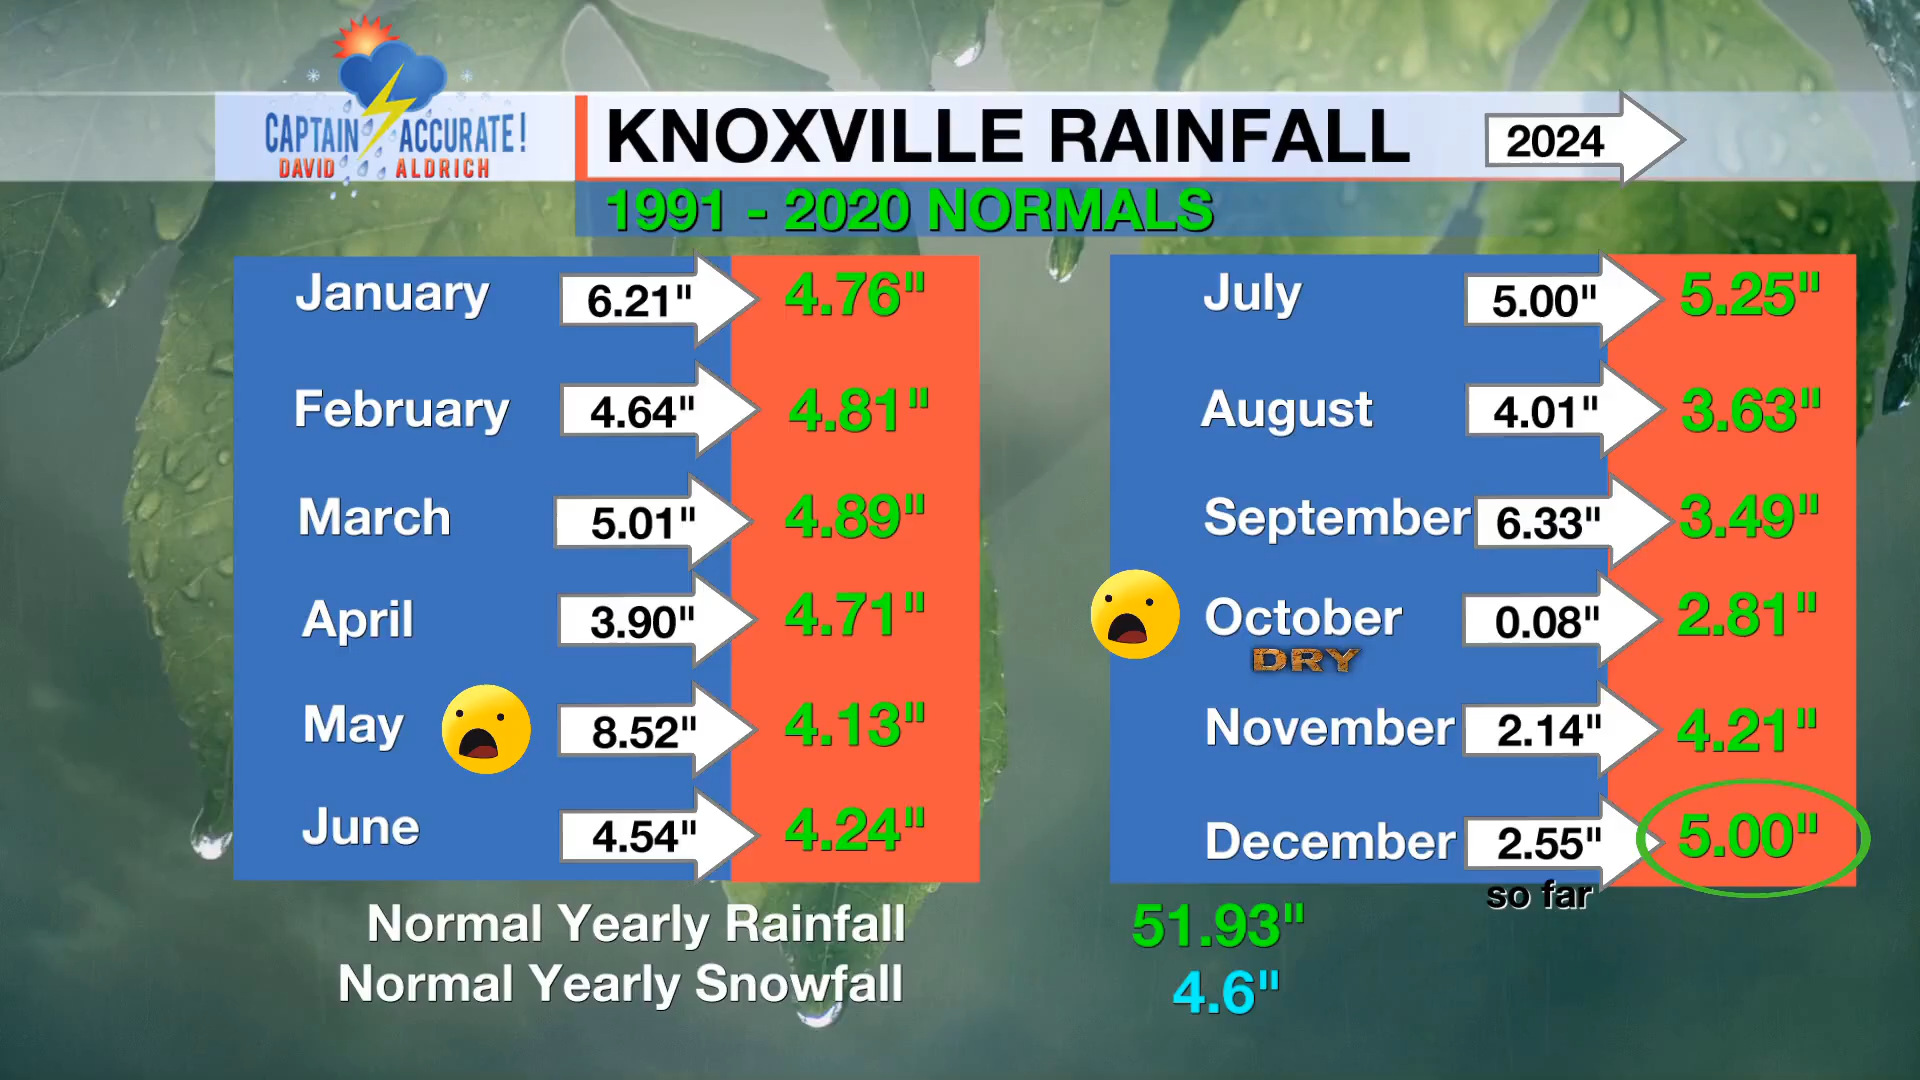 CAPTAIN ACCURATE!
DAVID ALDRICH
KNOXVILLE RAINFALL 2024
1991 - 2020 NORMALS
January 6.21" 4.76"
February 4.64" 4.81"
March 5.01" 4.89"
April 3.90" 4.71"
May 8.52" 4.13"
June 4.54" 4.24"
July 5.00" 5.25"
August 4.01" 3.63"
September 6.33" 3.49"
October 0.08" 2.81"
DRY
November 2.14" 4.21"
December 2.55" 5.00"
so far
Normal Yearly Rainfall 51.93"
Normal Yearly Snowfall 4.6"